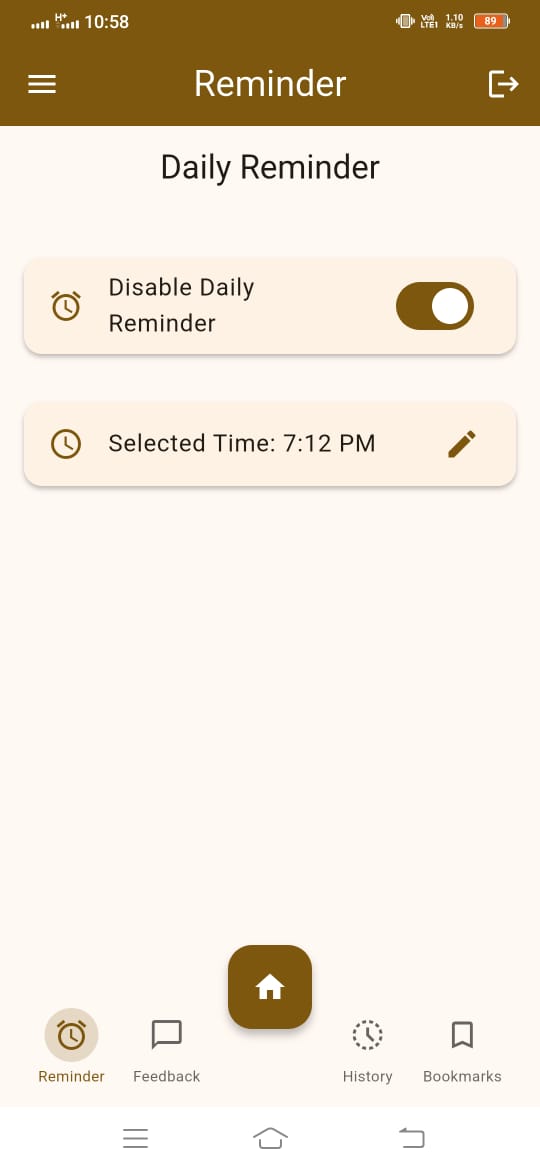 H+ 10:58 Vo) LTE1 1.10 KB/s 89
Reminder
Daily Reminder
Disable Daily
Reminder
Selected Time: 7:12 PM
Reminder Feedback History Bookmarks